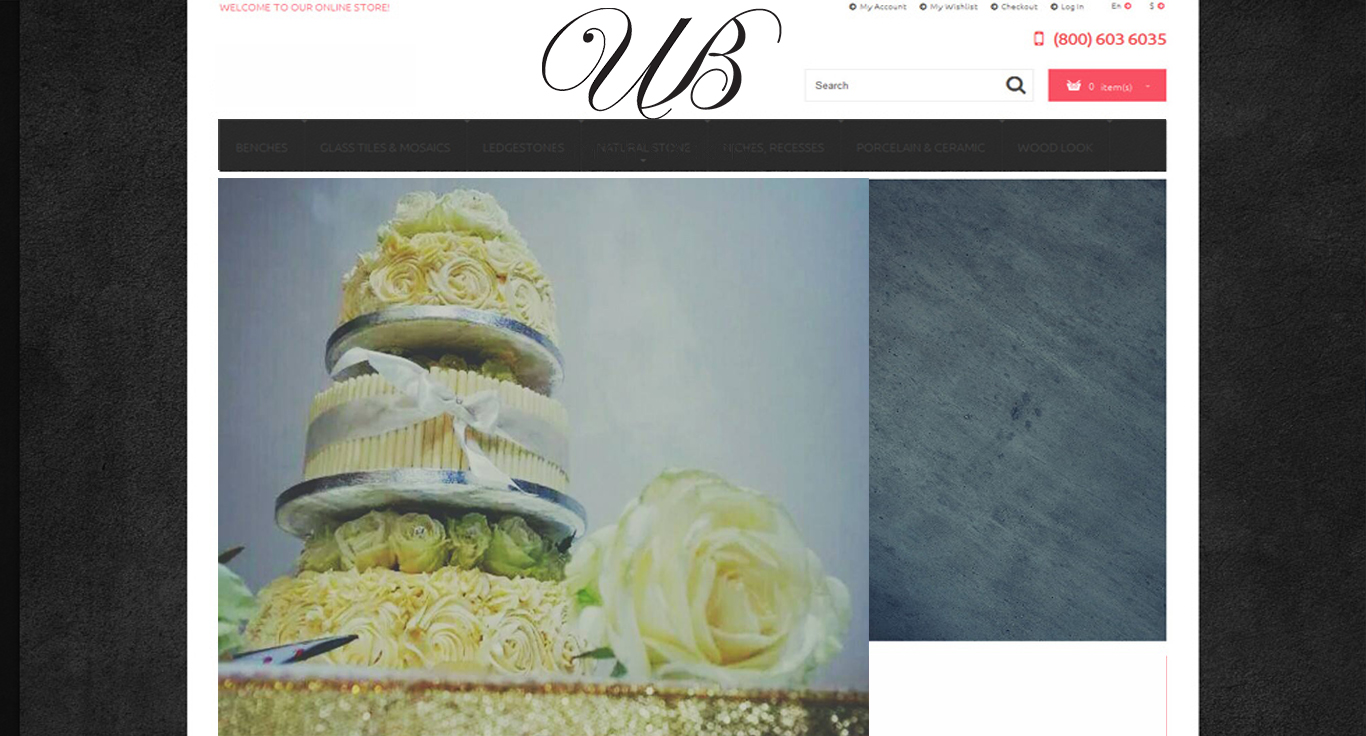 WELCOME TO OUR ONLINE STORE!
My Account My Wishlist Checkout Log In En $
UB
(800) 603 6035
Search
0 item(s)
BENCHES GLASS TILES & MOSAICS LEDGESTONES NATURAL STONE NICHES, RECESSES PORCELAIN & CERAMIC WOOD LOOK